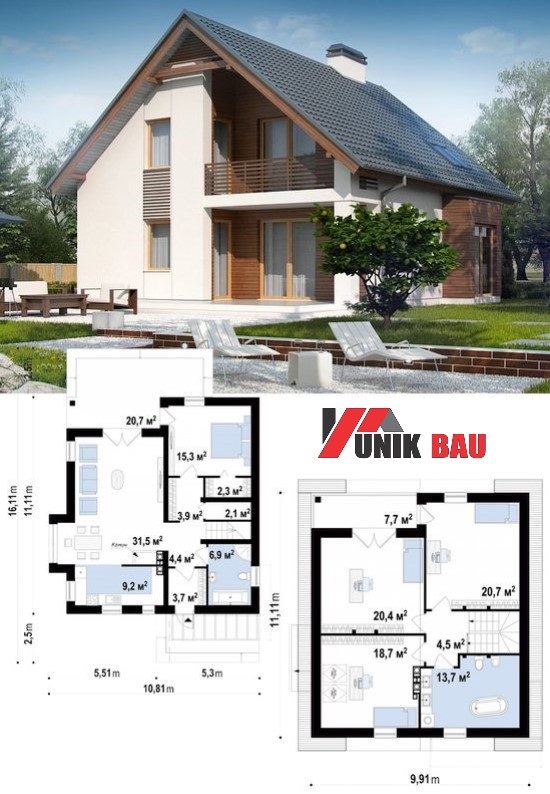 UNIK BAU
20,7 м²
15,3 м²
2,3 м²
3,9 м²
2,1 м²
31,5 м²
4,4 м²
6,9 м²
9,2 м²
3,7 м²
16,11m
11,11m
2,5m
5,51m
5,3m
10,81m
7,7 м²
20,7 м²
20,4 м²
4,5 м²
18,7 м²
13,7 м²
11,11m
9,91m